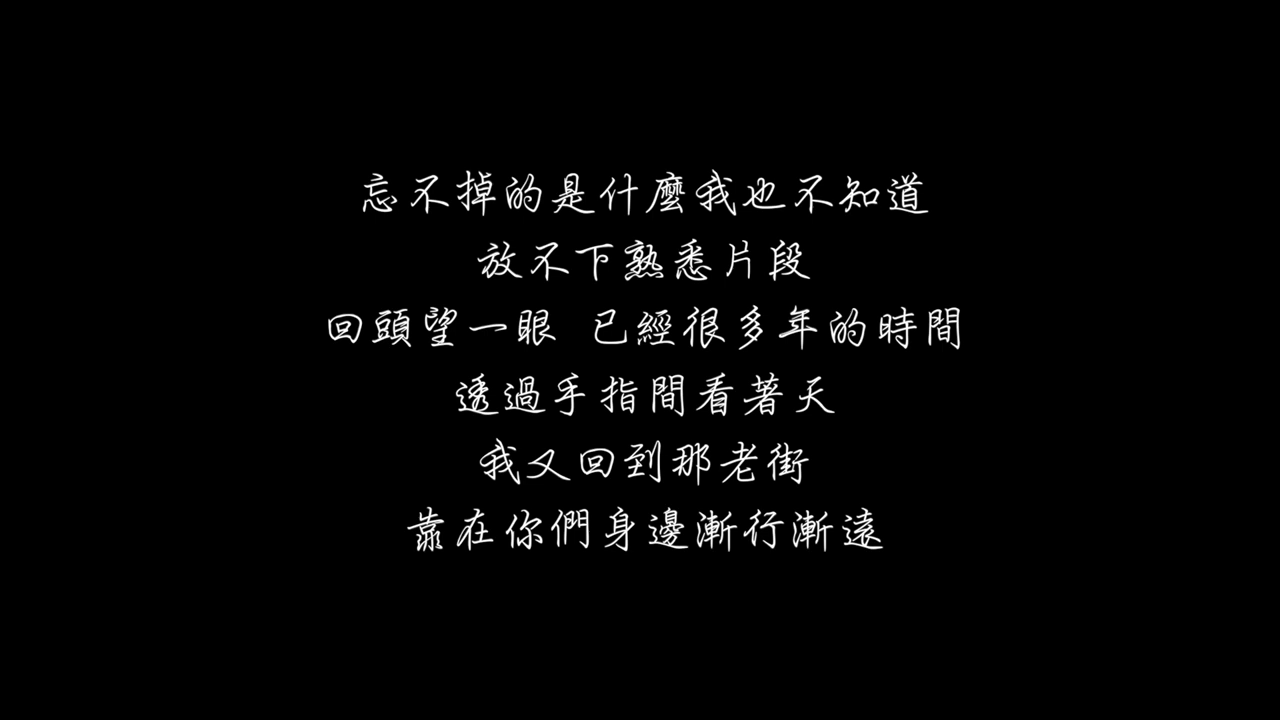 忘不掉的是什麼我也不知道
放不下熟悉片段
回頭望一眼 已經很多年的時間
透過手指間看著天
我又回到那老街
靠在你們身邊漸行漸遠